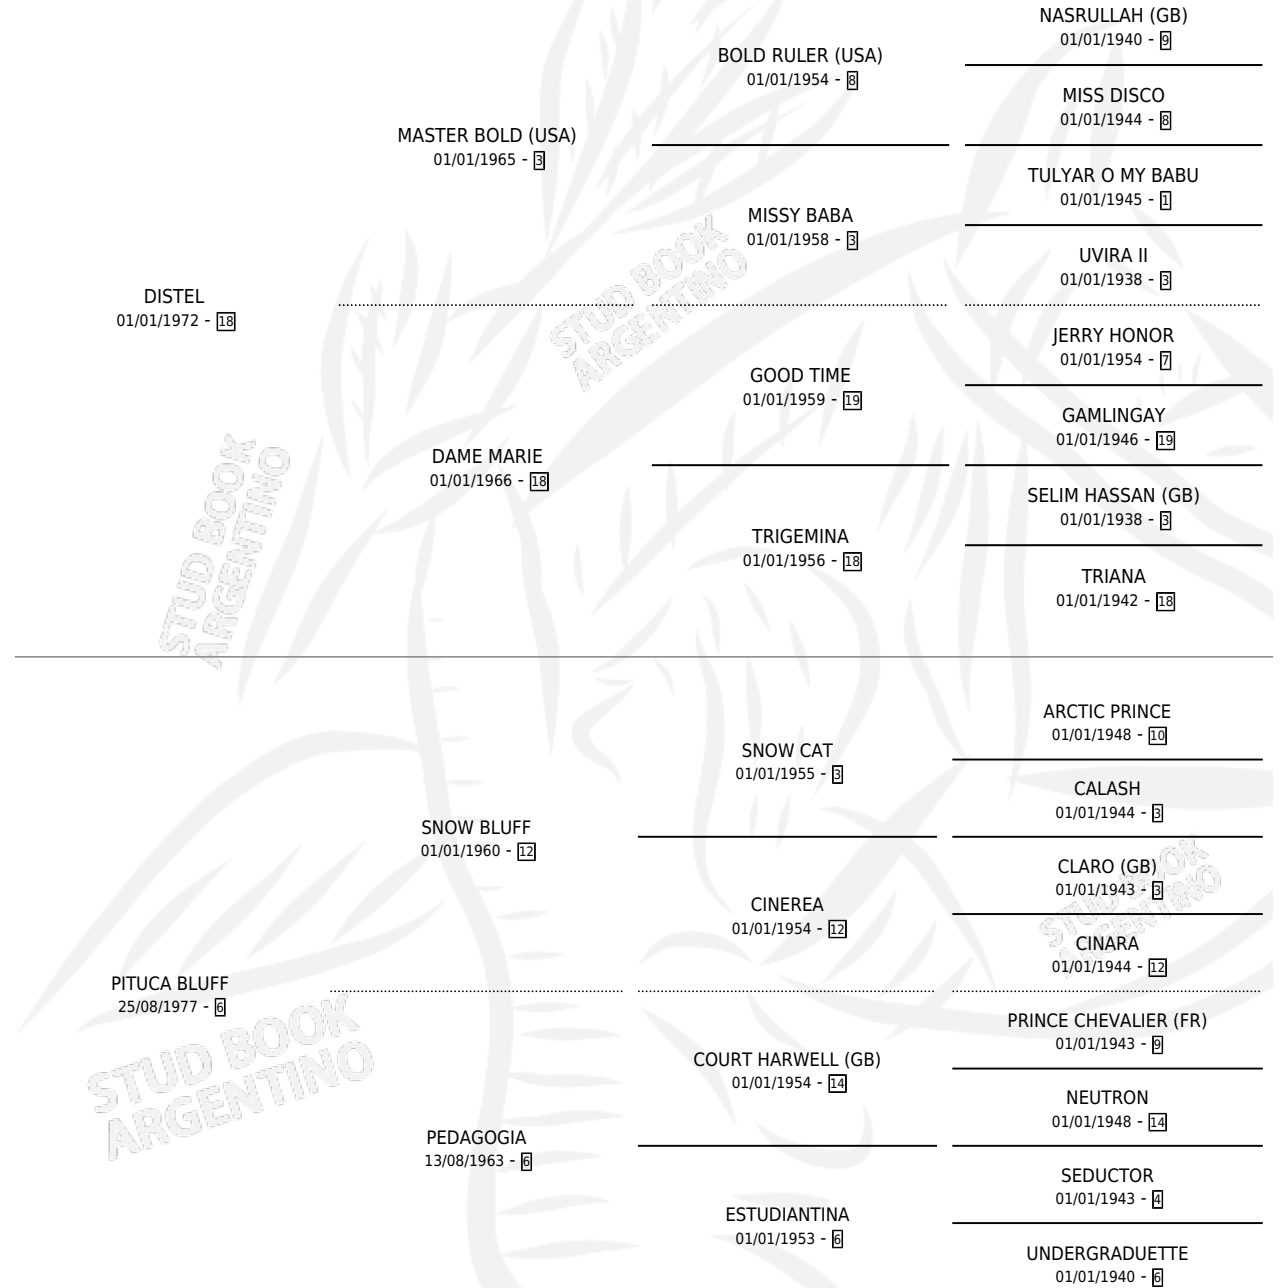 NASRULLAH (GB)
01/01/1940 - 9
BOLD RULER (USA)
01/01/1954 - 8
MISS DISCO
01/01/1944 - 8
MASTER BOLD (USA)
01/01/1965 - 3
TULYAR O MY BABU
01/01/1945 - 1
MISSY BABA
01/01/1958 - 3
UVIRA II
01/01/1938 - 3
DISTEL
01/01/1972 - 18
JERRY HONOR
01/01/1954 - 7
GOOD TIME
01/01/1959 - 19
GAMLINGAY
01/01/1946 - 19
DAME MARIE
01/01/1966 - 18
SELIM HASSAN (GB)
01/01/1938 - 3
TRIGEMINA
01/01/1956 - 18
TRIANA
01/01/1942 - 18
STUD BOOK
ARGENTINO
STUD BOOK
ARGENTINO
ARCTIC PRINCE
01/01/1948 - 10
SNOW CAT
01/01/1955 - 3
CALASH
01/01/1944 - 3
SNOW BLUFF
01/01/1960 - 12
CLARO (GB)
01/01/1943 - 3
CINEREA
01/01/1954 - 12
CINARA
01/01/1944 - 12
STUD BOOK
ARGENTINO
PITUCA BLUFF
25/08/1977 - 6
PRINCE CHEVALIER (FR)
01/01/1943 - 9
COURT HARWELL (GB)
01/01/1954 - 14
NEUTRON
01/01/1948 - 14
STUD BOOK
ARGENTINO
PEDAGOGIA
13/08/1963 - 6
SEDUCTOR
01/01/1943 - 4
ESTUDIANTINA
01/01/1953 - 6
UNDERGRADUETTE
01/01/1940 - 6